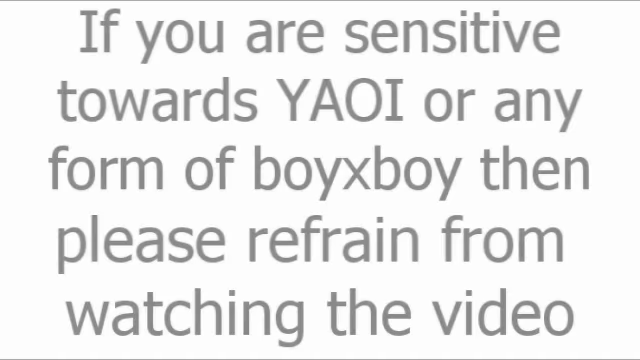 If you are sensitive
towards YAOI or any
form of boyxboy then
please refrain from
watching the video